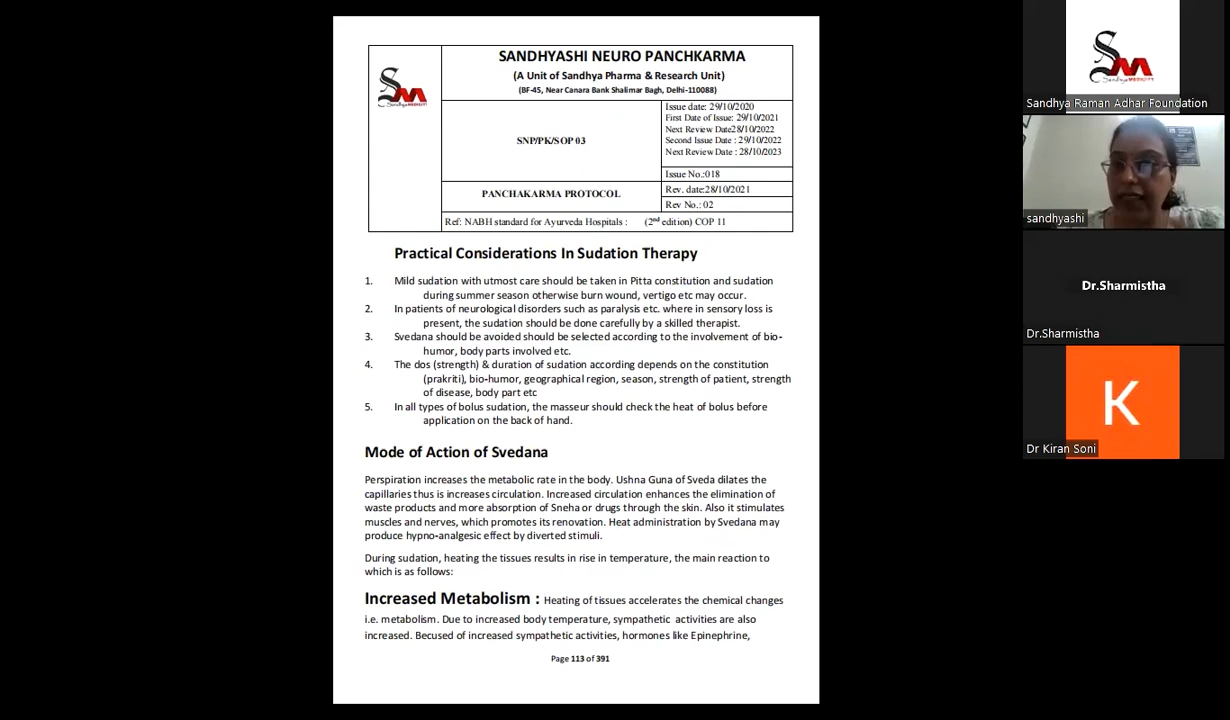 SANDHYASHI NEURO PANCHKARMA
(A Unit of Sandhya Pharma & Research Unit)
(BF-45, Near Canara Bank Shalimar Bagh, Delhi-110088)
SNP/PK/SOP 03
Issue date: 29/10/2020
First Date of Issue: 29/10/2021
Next Review Date28/10/2022
Second Issue Date : 29/10/2022
Next Review Date : 28/10/2023
Issue No.:018
PANCHAKARMA PROTOCOL
Rev. date:28/10/2021
Rev No.: 02
Ref: NABH standard for Ayurveda Hospitals : (2nd edition) COP 11
Practical Considerations In Sudation Therapy
1. Mild sudation with utmost care should be taken in Pitta constitution and sudation
during summer season otherwise burn wound, vertigo etc may occur.
2. In patients of neurological disorders such as paralysis etc. where in sensory loss is
present, the sudation should be done carefully by a skilled therapist.
3. Svedana should be avoided should be selected according to the involvement of bio-
humor, body parts involved etc.
4. The dos (strength) & duration of sudation according depends on the constitution
(prakriti), bio-humor, geographical region, season, strength of patient, strength
of disease, body part etc
5. In all types of bolus sudation, the masseur should check the heat of bolus before
application on the back of hand.
Mode of Action of Svedana
Perspiration increases the metabolic rate in the body. Ushna Guna of Sveda dilates the
capillaries thus is increases circulation. Increased circulation enhances the elimination of
waste products and more absorption of Sneha or drugs through the skin. Also it stimulates
muscles and nerves, which promotes its renovation. Heat administration by Svedana may
produce hypno-analgesic effect by diverted stimuli.
During sudation, heating the tissues results in rise in temperature, the main reaction to
which is as follows:
Increased Metabolism : Heating of tissues accelerates the chemical changes
i.e. metabolism. Due to increased body temperature, sympathetic activities are also
increased. Becused of increased sympathetic activities, hormones like Epinephrine,
Page 113 of 391
Sandhya Raman Adhar Foundation
sandhyashi
Dr.Sharmistha
Dr.Sharmistha
K
Dr Kiran Soni